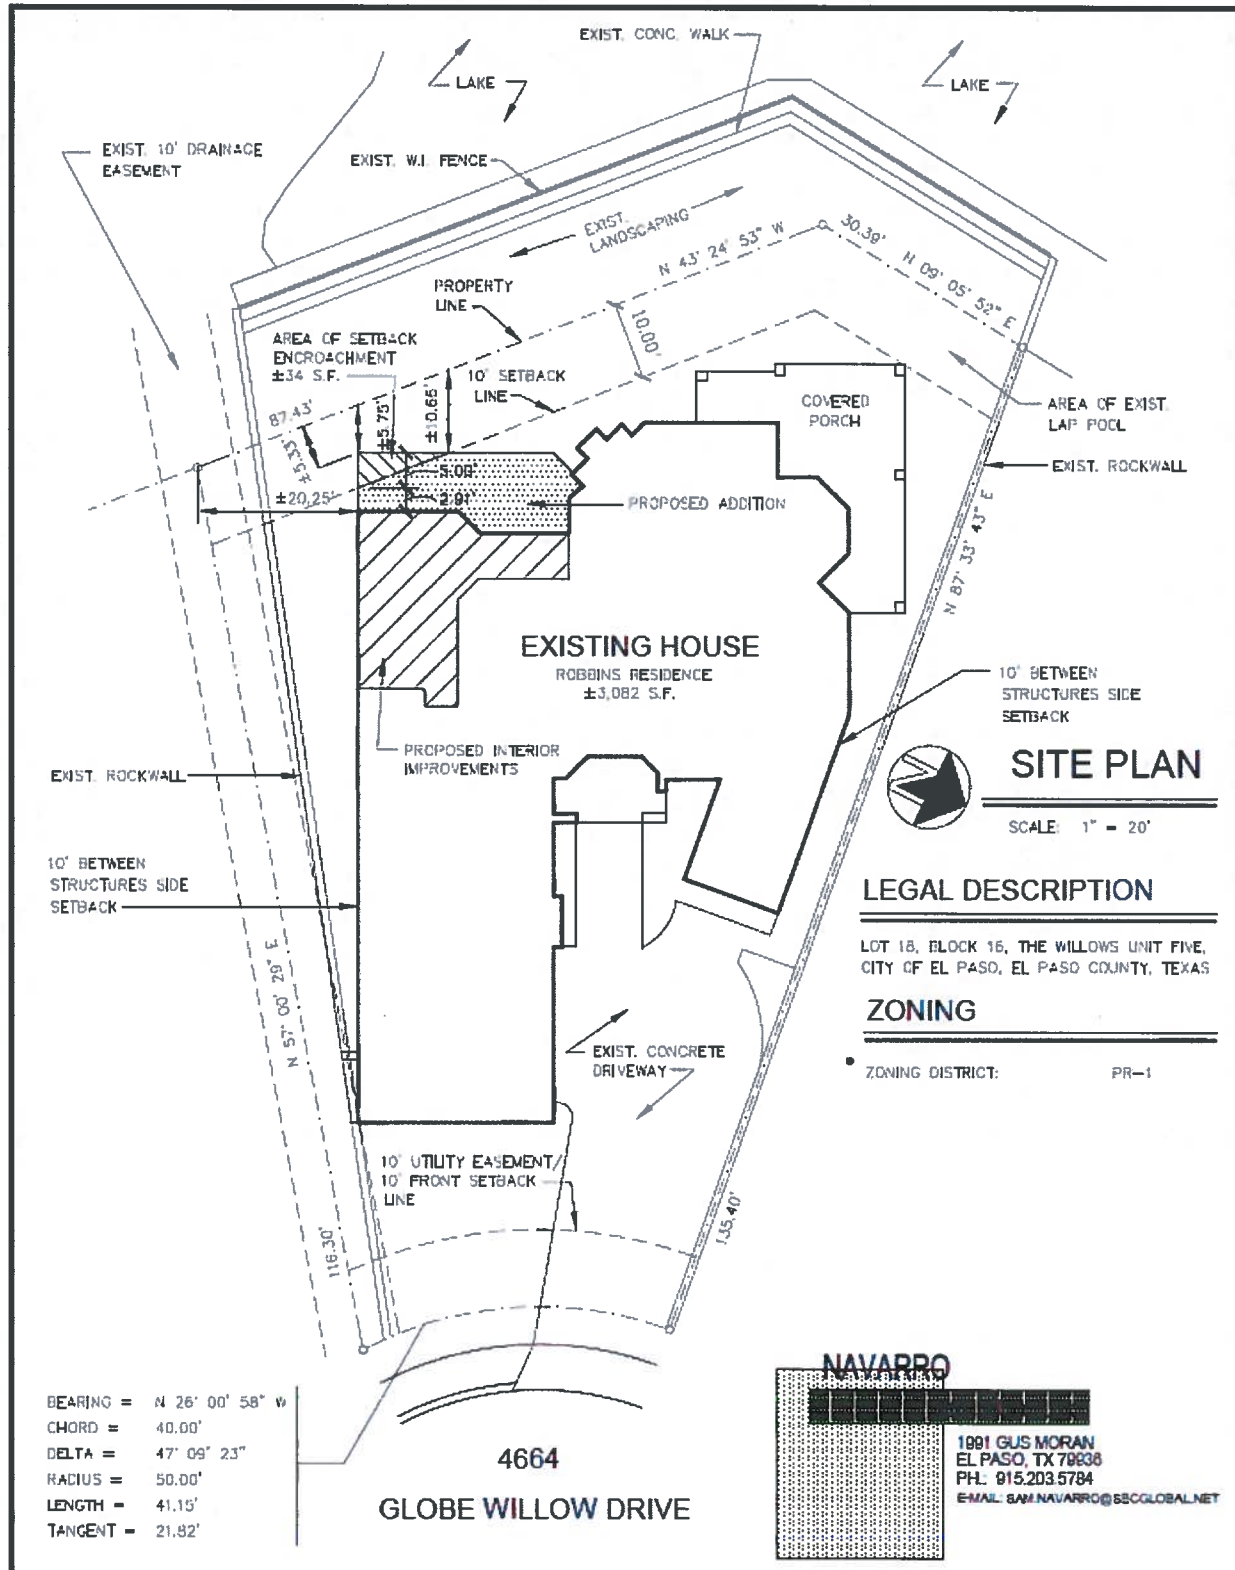 EXIST. CONC. WALK
LAKE
LAKE
EXIST. 10' DRAINAGE
EASEMENT
EXIST. W.I. FENCE
EXIST.
LANDSCAPING
N 43° 24' 53" W
30.39'
N 09° 05' 52" E
PROPERTY
LINE
10.00'
AREA OF SETBACK
ENCROACHMENT
±34 S.F.
10' SETBACK
LINE
87.43'
±5.33'
±5.75'
±10.65'
COVERED
PORCH
AREA OF EXIST.
LAP POOL
EXIST. ROCKWALL
±20.25'
5.00'
2.91'
PROPOSED ADDITION
N 87° 33' 43" E
EXISTING HOUSE
ROBBINS RESIDENCE
±3,082 S.F.
10' BETWEEN
STRUCTURES SIDE
SETBACK
PROPOSED INTERIOR
IMPROVEMENTS
EXIST. ROCKWALL
SITE PLAN
SCALE: 1" = 20'
10' BETWEEN
STRUCTURES SIDE
SETBACK
LEGAL DESCRIPTION
LOT 18, BLOCK 16, THE WILLOWS UNIT FIVE,
CITY OF EL PASO, EL PASO COUNTY, TEXAS
ZONING
ZONING DISTRICT: PR-1
N 57° 00' 29" E
EXIST. CONCRETE
DRIVEWAY
10' UTILITY EASEMENT/
10' FRONT SETBACK
LINE
116.30'
135.40'
BEARING = N 26° 00' 58" W
CHORD = 40.00'
DELTA = 47° 09' 23"
RADIUS = 50.00'
LENGTH = 41.15'
TANGENT = 21.82'
4664
GLOBE WILLOW DRIVE
NAVARRO
1991 GUS MORAN
EL PASO, TX 79936
PH.: 915.203.5784
E-MAIL: SAM.NAVARRO@SBCGLOBAL.NET